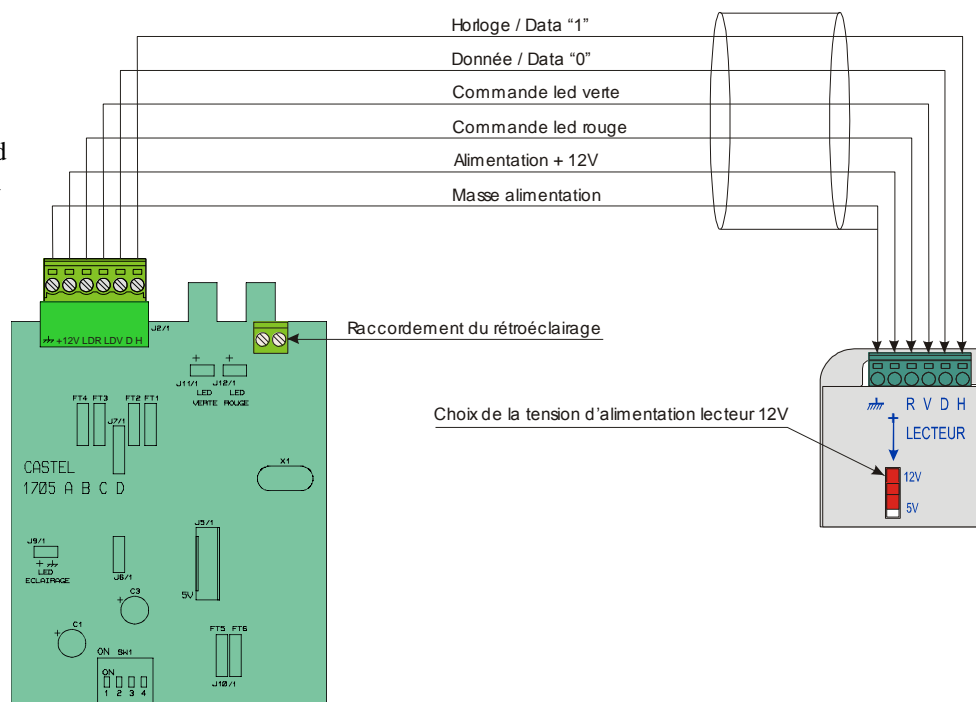 Horloge / Data “1”
Donnée / Data “0”
Commande led verte
Commande led rouge
d
Alimentation + 12V
Masse alimentation
+12V LDR LDV D H
J2/1
Raccordement du rétroéclairage
+ +
J11/1 J12/1
LED LED
VERTE ROUGE
FT4 FT3 FT2 FT1
J7/1
Choix de la tension d’alimentation lecteur 12V
R V D H
+
LECTEUR
12V
5V
CASTEL
1705 A B C D
X1
J9/1
+
LED
ECLAIRAGE
J6/1
J5/1
5V
C3
+
C1
+
FT5 FT6
J10/1
ON SW1
ON
1 2 3 4